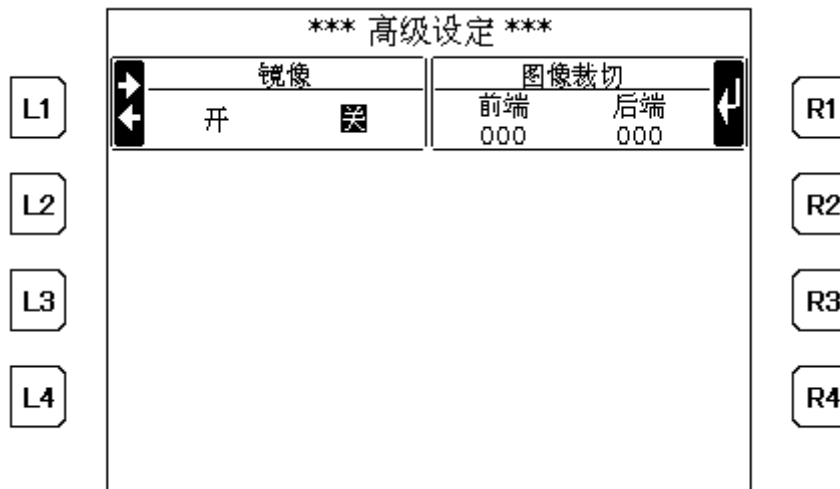 *** 高级设定 ***
镜像 图像裁切
L1 R1
前端 后端
开 关
000 000
L2 R2
L3 R3
L4 R4